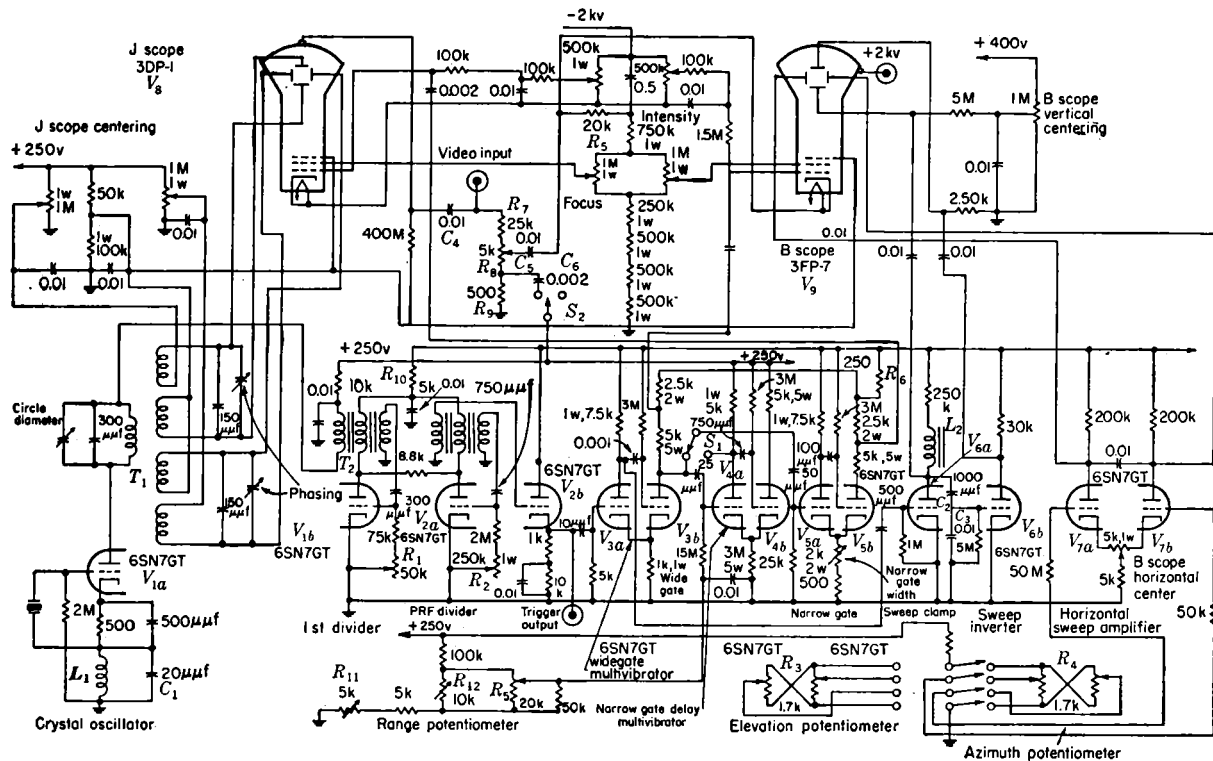 J scope
3DP-1
V8
-2kv
+2kv
+400v
B scope
vertical
centering
J scope centering
+250v
1M
1w
1w
1M
50k
1w
100k
0.01
0.01
0.01
100k
0.002
0.01
100k
500k
1w
500k
0.5
100k
0.01
Intensity
1.5M
20k
R5
750k
1w
Video input
1M
1w
1M
1w
Focus
250k
1w
500k
1w
500k
1w
500k
1w
5M
1M
0.01
2.50k
0.01
0.01
0.01
B scope
3FP-7
V9
400M
0.01
C4
R7
25k
0.01
5k
C5
R8
500
R9
C6
0.002
S2
Circle
diameter
300
μμf
T1
150
μμf
150
μμf
Phasing
+250v
R10
0.01
10k
5k
0.01
750μμf
T2
8.8k
V1b
6SN7GT
300
μμf
75k
R1
50k
V2a
6SN7GT
250k
2M
1w
R2
V2b
10μμf
1k
10
k
0.01
5k
1st divider
PRF divider
Trigger
output
1w,7.5k
3M
0.001
V3a
V3b
1k,1w
Wide
gate
2.5k
2w
5k
5w
25
μμf
750
μμf
S1
1w
5k
+250v
3M
5k,5w
V4a
V4b
15M
3M
5w
25k
0.01
1w,7.5k
250
R6
3M
2.5k
2w
5k,5w
6SN7GT
100
μμf
50
μμf
500
μμf
V5a
V5b
2k
2w
500
Narrow
gate
width
Narrow gate
250
k
L2
V6a
1000
μμf
C2
C3
0.01
1M
5M
Sweep clamp
30k
V6b
6SN7GT
Sweep
inverter
200k
200k
0.01
6SN7GT
V7a
5k,1w
V7b
50M
5k
B scope
horizontal
center
Horizontal
sweep amplifier
50k
V1a
6SN7GT
2M
500
500μμf
L1
20μμf
C1
Crystal oscillator
+250v
100k
R11
5k
5k
R12
10k
R5
20k
50k
Range potentiometer
6SN7GT
widegate
multivibrator
Narrow gate delay
multivibrator
6SN7GT
6SN7GT
R3
1.7k
Elevation potentiometer
R4
1.7k
Azimuth potentiometer